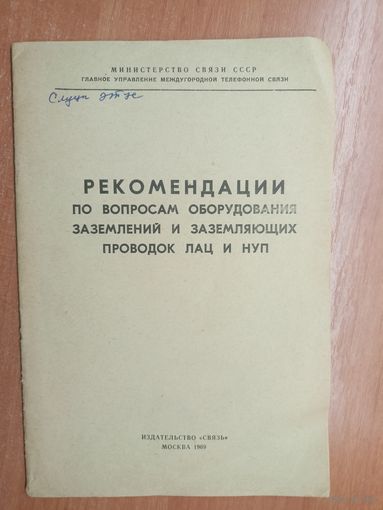 МИНИСТЕРСТВО СВЯЗИ СССР
ГЛАВНОЕ УПРАВЛЕНИЕ МЕЖДУГОРОДНОЙ ТЕЛЕФОННОЙ СВЯЗИ
РЕКОМЕНДАЦИИ
ПО ВОПРОСАМ ОБОРУДОВАНИЯ
ЗАЗЕМЛЕНИЙ И ЗАЗЕМЛЯЮЩИХ
ПРОВОДОК ЛАЦ И НУП
ИЗДАТЕЛЬСТВО «СВЯЗЬ»
МОСКВА 1969